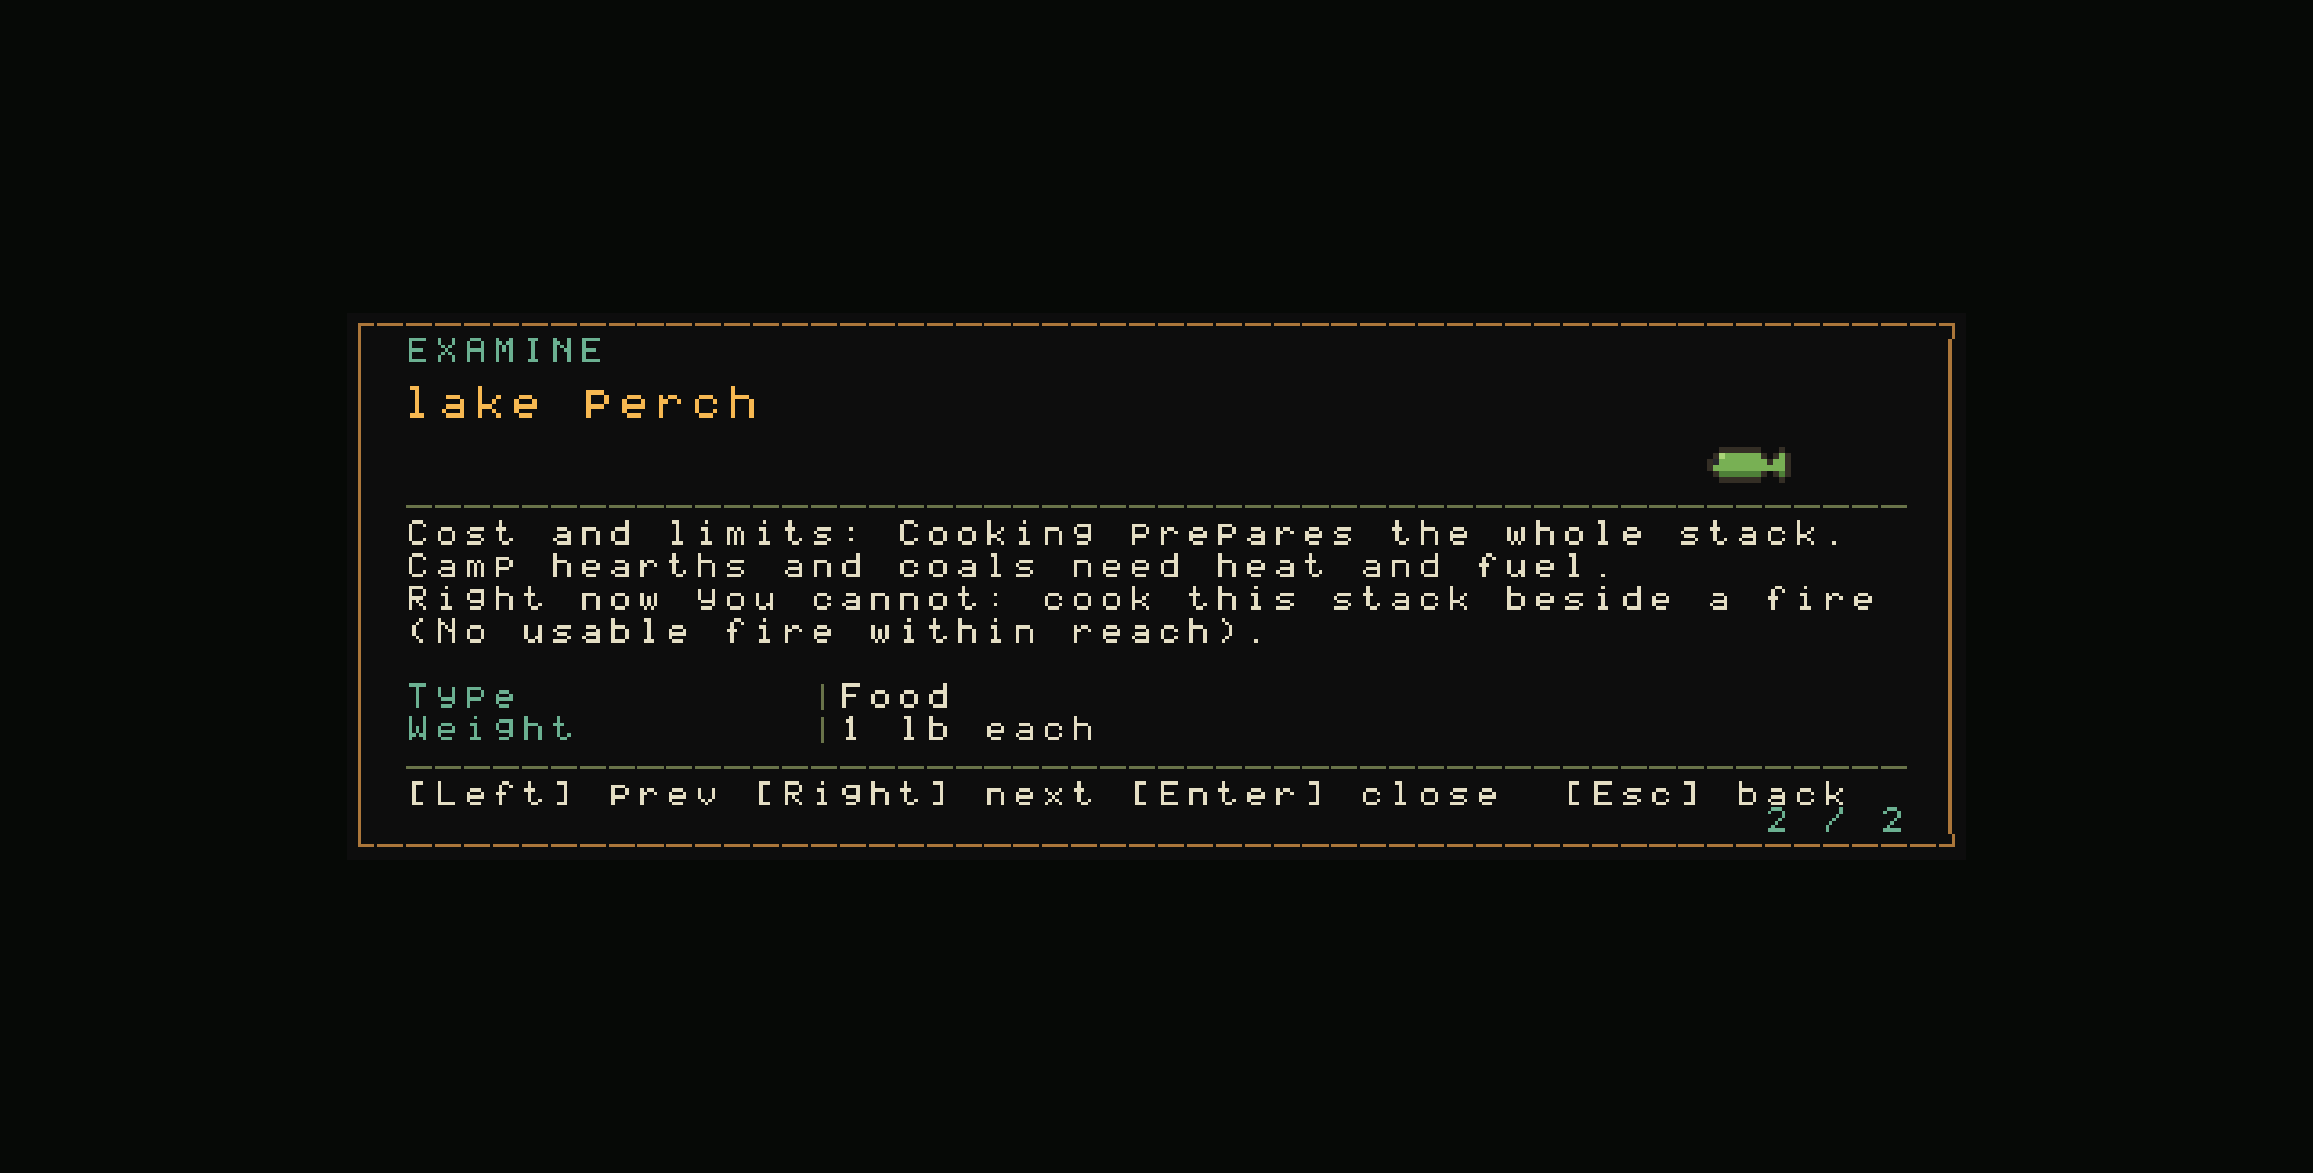 EXAMINE
lake perch
Cost and limits: Cooking prepares the whole stack.
Camp hearths and coals need heat and fuel.
Right now you cannot: cook this stack beside a fire
(No usable fire within reach).
Type |Food
Weight |1 lb each
[Left] prev [Right] next [Enter] close [Esc] back
2 / 2